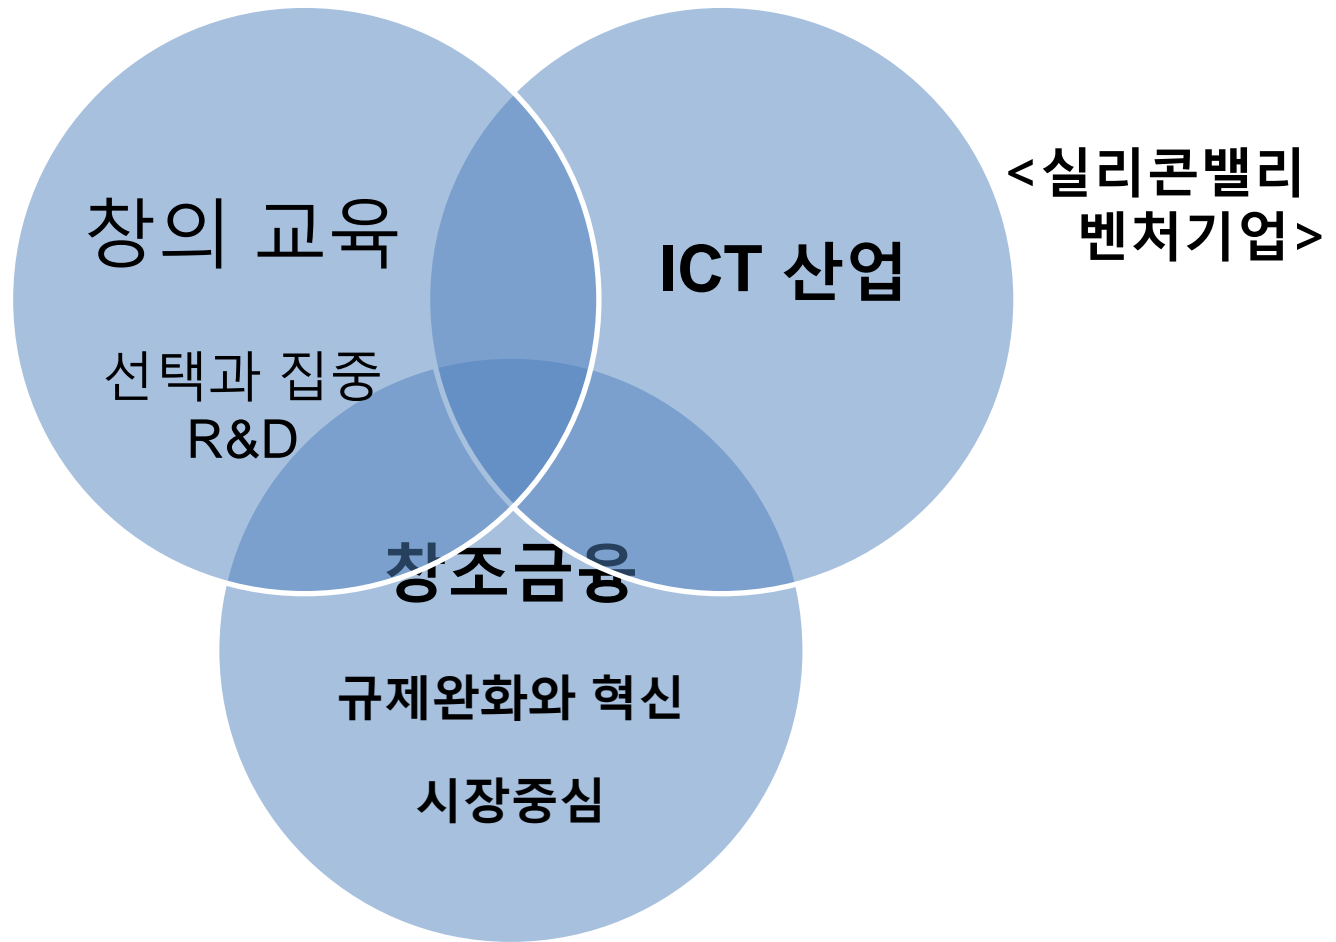 창의 교육
선택과 집중
R&D
ICT 산업
<실리콘밸리
벤처기업>
창조금융
규제완화와 혁신
시장중심